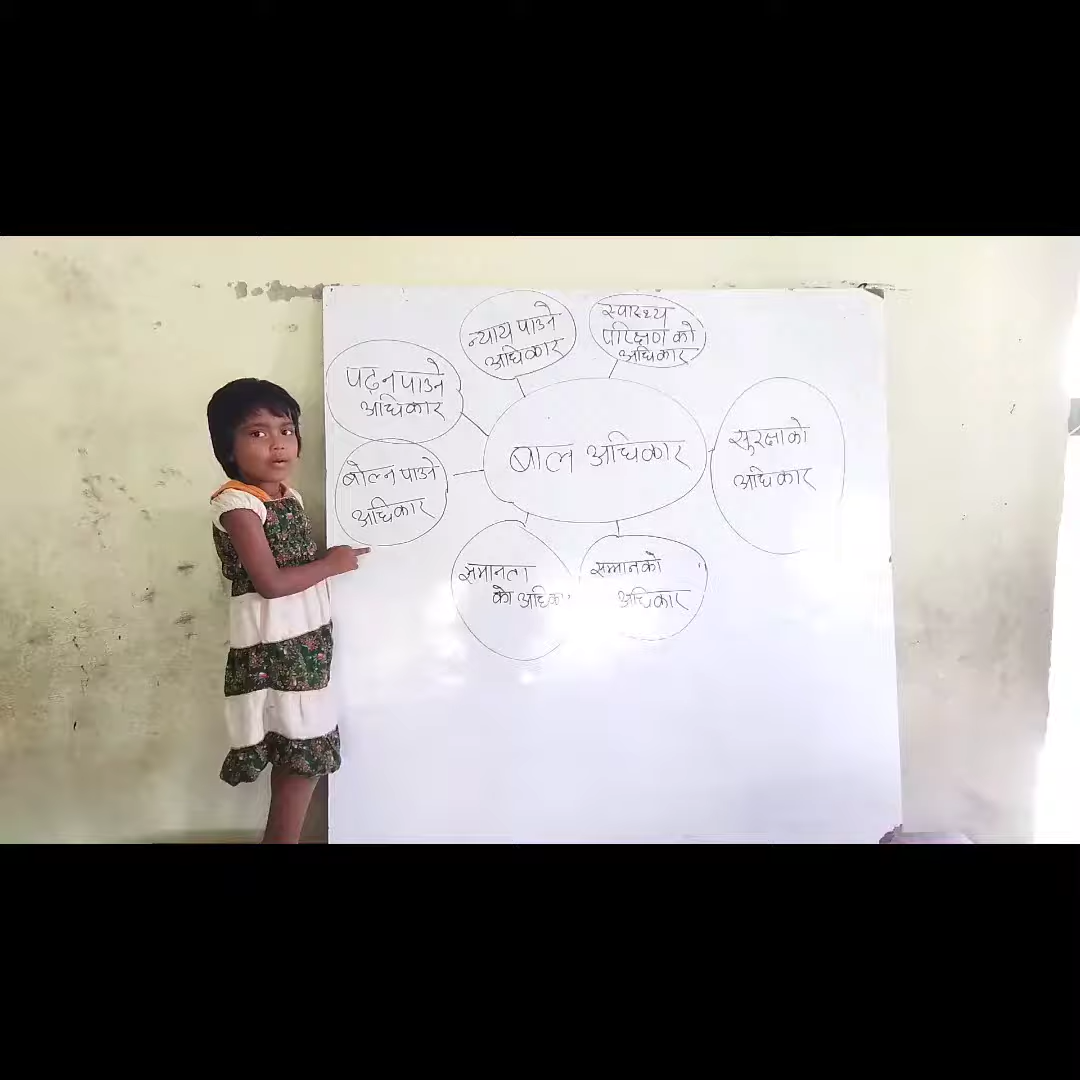 न्याय पाउने
अधिकार
स्वास्थ्य
परिक्षण को
अधिकार
पढ्न पाउने
अधिकार
बाल अधिकार
सुरक्षा को
अधिकार
बोल्न पाउने
अधिकार
समानता
को अधिक
सम्मानको
अधिकार